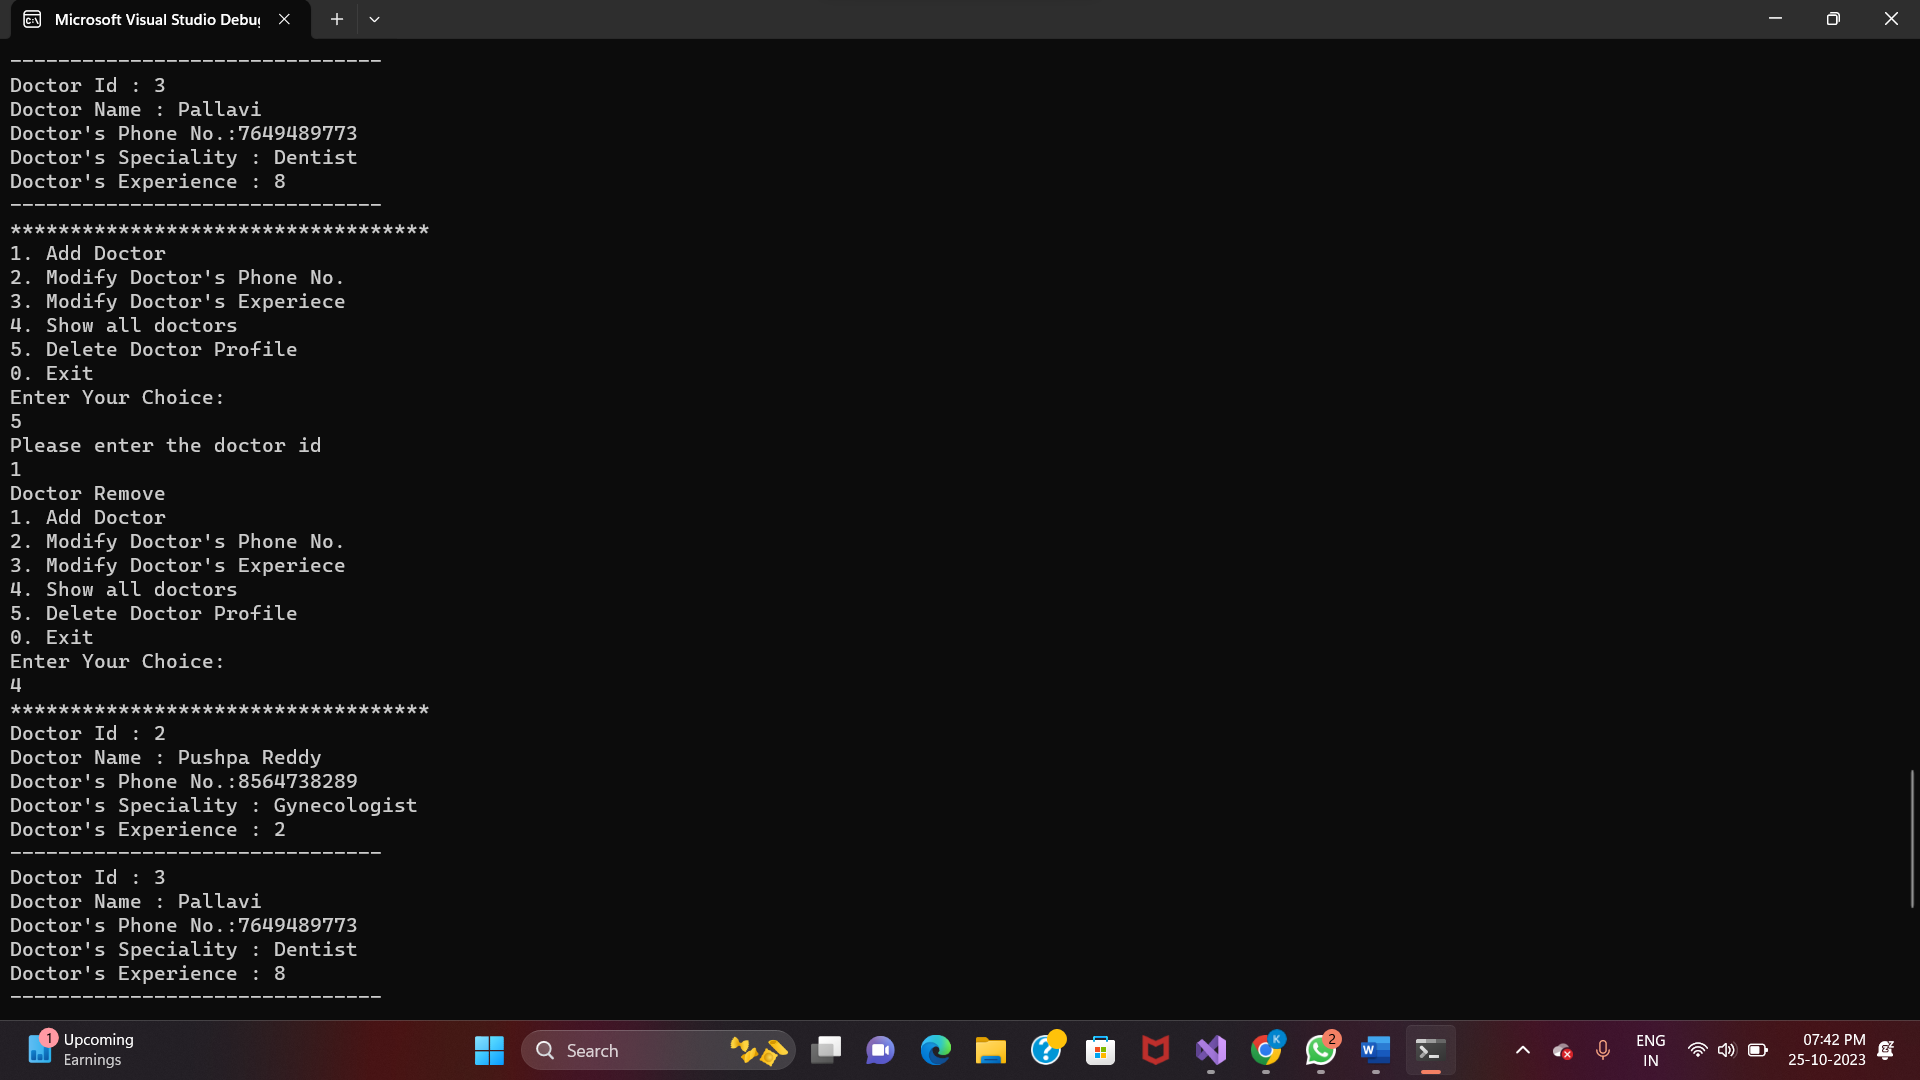 Microsoft Visual Studio Debu
-------------------------------
Doctor Id : 3
Doctor Name : Pallavi
Doctor's Phone No.:7649489773
Doctor's Speciality : Dentist
Doctor's Experience : 8
-------------------------------
***********************************
1. Add Doctor
2. Modify Doctor's Phone No.
3. Modify Doctor's Experiece
4. Show all doctors
5. Delete Doctor Profile
0. Exit
Enter Your Choice:
5
Please enter the doctor id
1
Doctor Remove
1. Add Doctor
2. Modify Doctor's Phone No.
3. Modify Doctor's Experiece
4. Show all doctors
5. Delete Doctor Profile
0. Exit
Enter Your Choice:
4
***********************************
Doctor Id : 2
Doctor Name : Pushpa Reddy
Doctor's Phone No.:8564738289
Doctor's Speciality : Gynecologist
Doctor's Experience : 2
-------------------------------
Doctor Id : 3
Doctor Name : Pallavi
Doctor's Phone No.:7649489773
Doctor's Speciality : Dentist
Doctor's Experience : 8
-------------------------------
1 Upcoming
Earnings
Search
K
2
W
ENG
IN
07:42 PM
25-10-2023